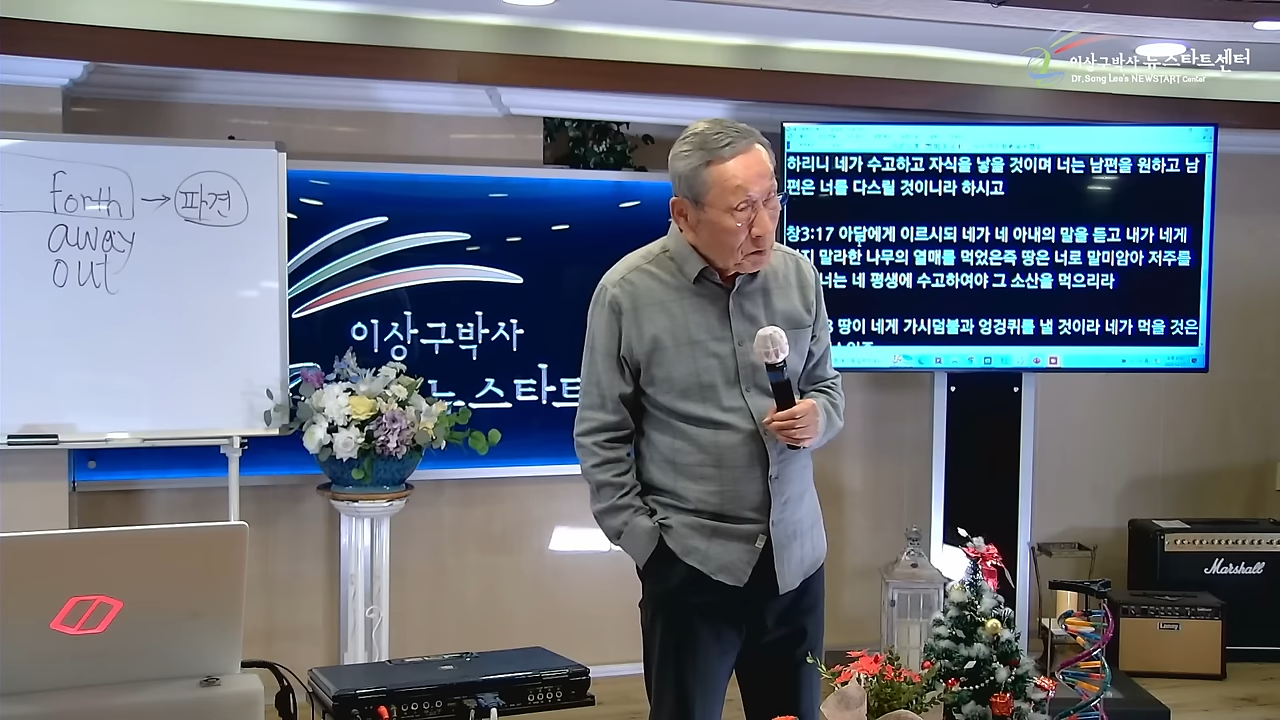 이상구박사 뉴스타트센터
Dr. Sang Lee's NEWSTART Center
forth → 파견
away
out
이상구박사
뉴스타트
하리니 네가 수고하고 자식을 낳을 것이며 너는 남편을 원하고 남
편은 너를 다스릴 것이니라 하시고
창3:17 아담에게 이르시되 네가 네 아내의 말을 듣고 내가 네게
말라한 나무의 열매를 먹었은즉 땅은 너로 말미암아 저주를
너는 네 평생에 수고하여야 그 소산을 먹으리라
땅이 네게 가시덤불과 엉겅퀴를 낼 것이라 네가 먹을 것은
Marshall
Laney